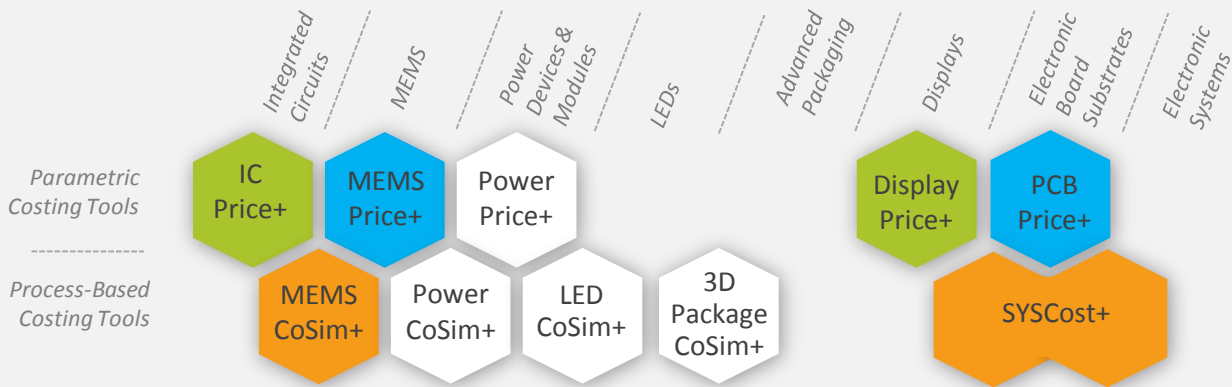 Integrated
Circuits
MEMS
Power
Devices &
Modules
LEDs
Advanced
Packaging
Displays
Electronic
Board
Substrates
Electronic
Systems
Parametric
Costing Tools
IC
Price+
MEMS
Price+
Power
Price+
Display
Price+
PCB
Price+
Process-Based
Costing Tools
MEMS
CoSim+
Power
CoSim+
LED
CoSim+
3D
Package
CoSim+
SYSCost+